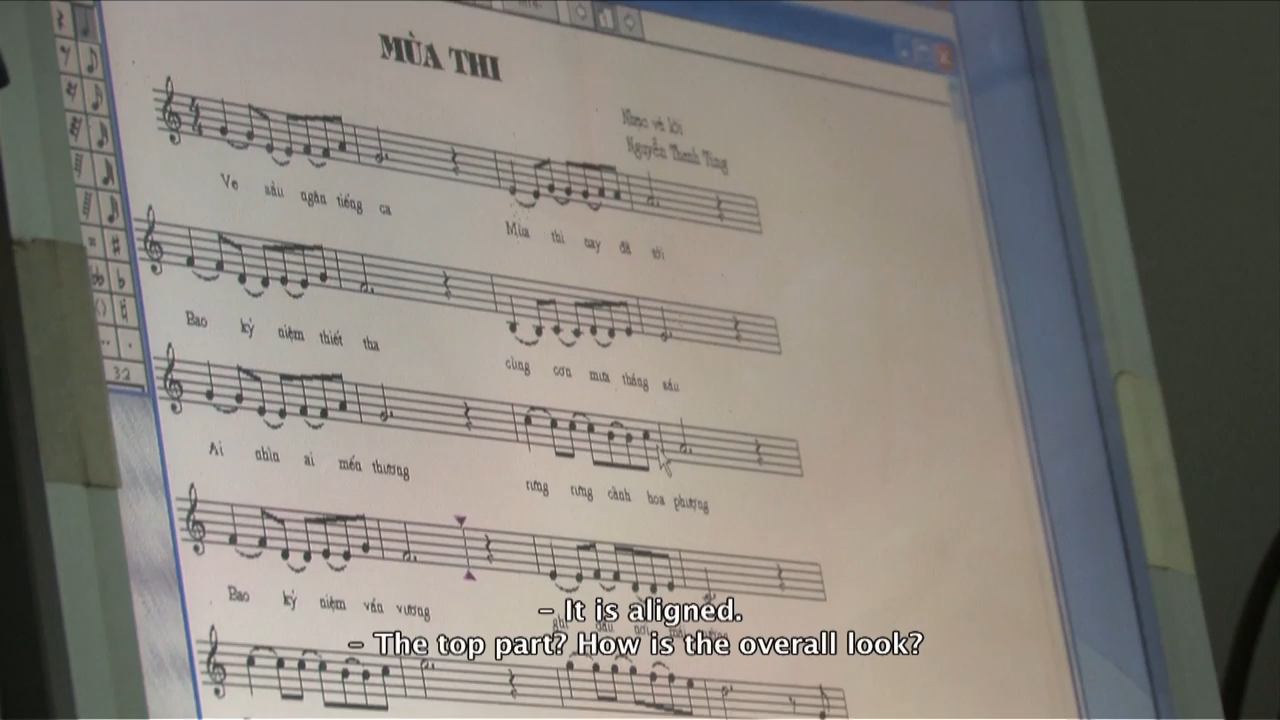 MÙA THI
Nhạc và lời
Nguyễn Thanh Tùng
Ve sầu ngân tiếng ca
Mùa thi nay đã tới
Bao kỷ niệm thiết tha
cùng cơn mưa tháng sáu
Ai nhìn ai mến thương
rưng rưng cành hoa phượng
Bao kỷ niệm vấn vương
– It is aligned.
– The top part? How is the overall look?
32